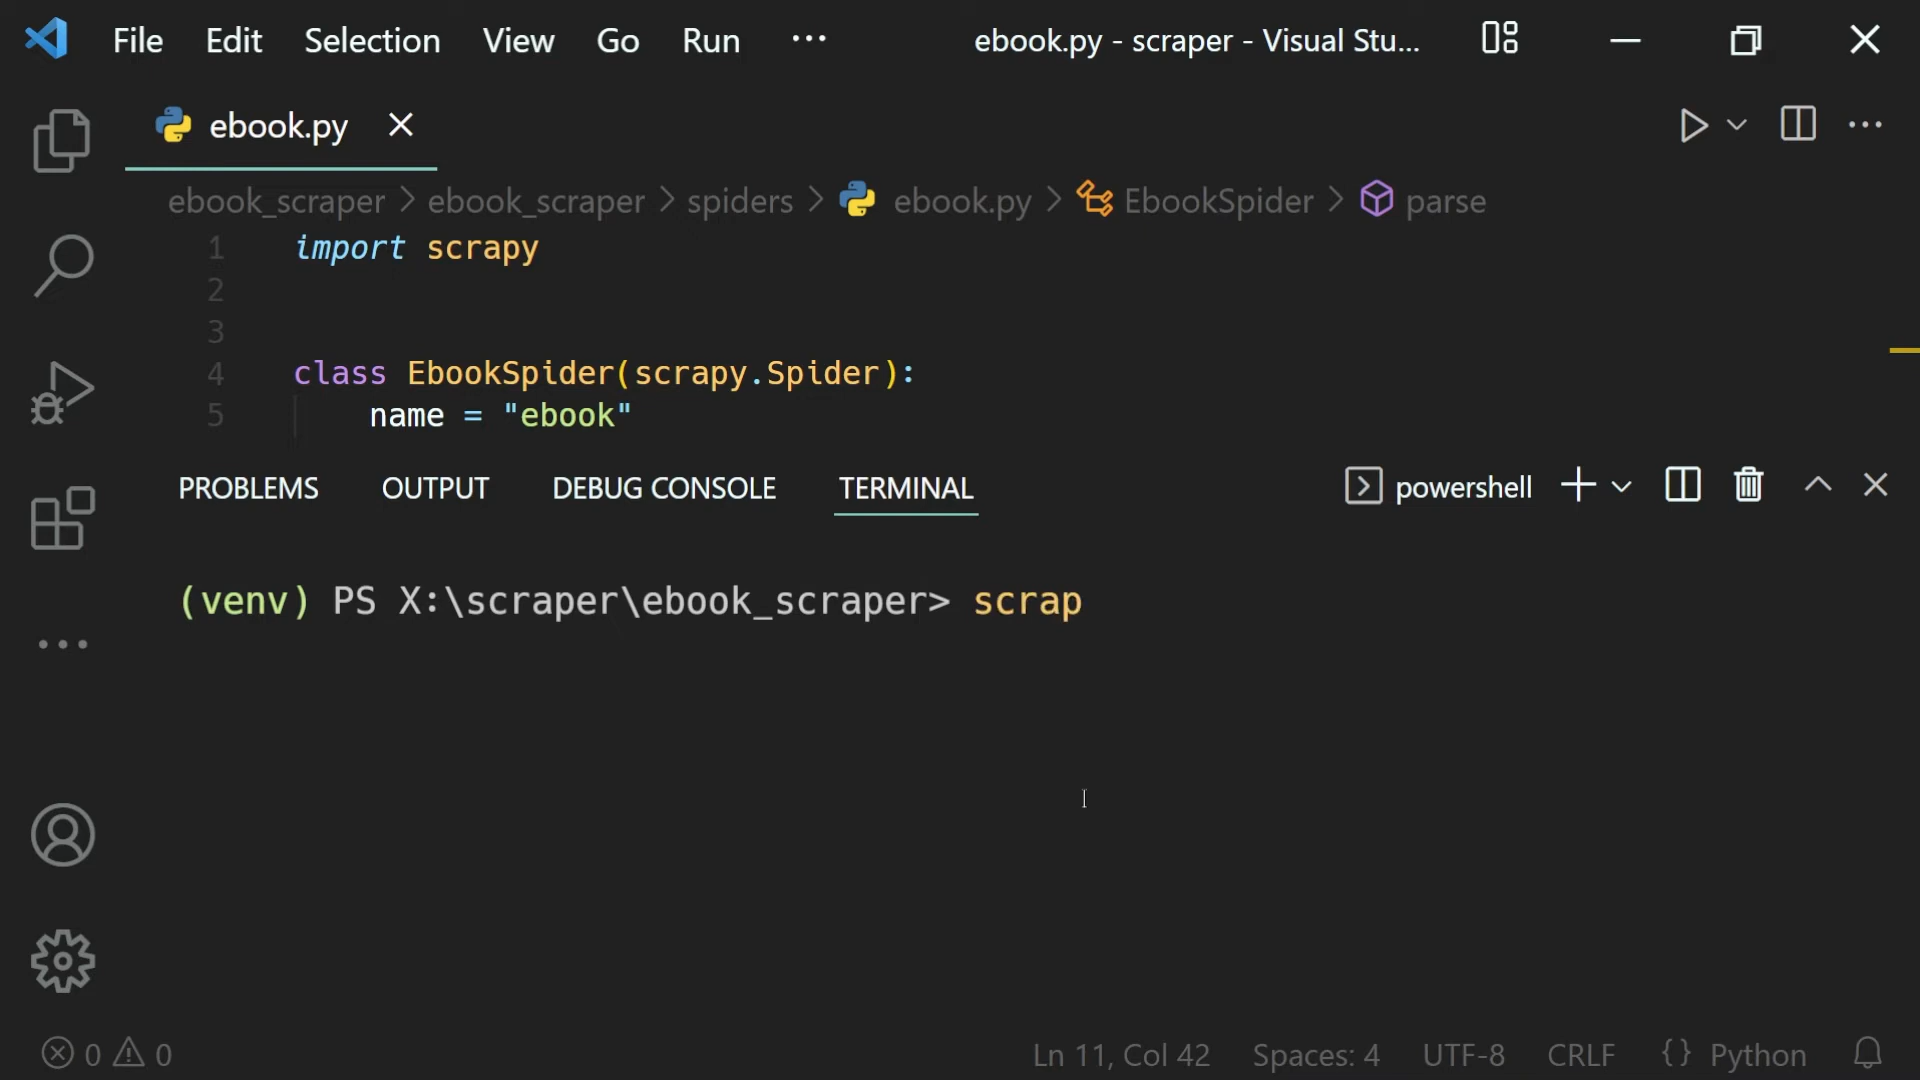 File Edit Selection View Go Run ··· ebook.py - scraper - Visual Stu...
ebook.py
ebook_scraper > ebook_scraper > spiders > ebook.py > EbookSpider > parse
1 import scrapy
2
3
4 class EbookSpider(scrapy.Spider):
5 name = "ebook"
PROBLEMS OUTPUT DEBUG CONSOLE TERMINAL powershell
(venv) PS X:\scraper\ebook_scraper> scrap
0 0 Ln 11, Col 42 Spaces: 4 UTF-8 CRLF {} Python